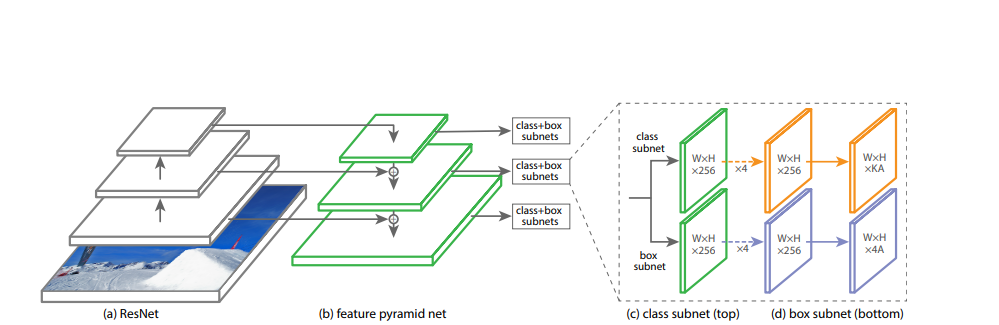 class+box
subnets
class+box
subnets
class+box
subnets
class
subnet
W×H
×256
×4
W×H
×256
W×H
×KA
box
subnet
W×H
×256
×4
W×H
×256
W×H
×4A
(a) ResNet
(b) feature pyramid net
(c) class subnet (top)
(d) box subnet (bottom)